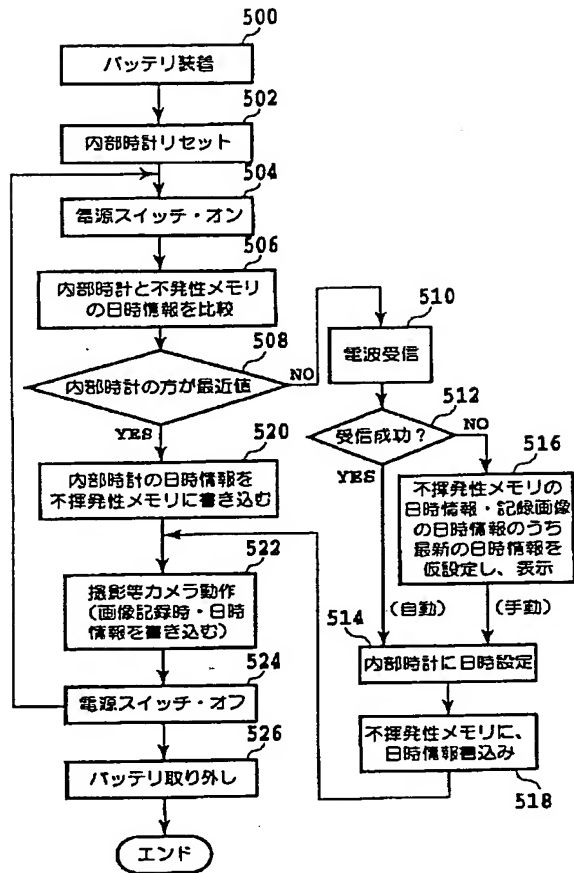 500
バッテリ装着
502
内部時計リセット
504
電源スイッチ・オン
506
内部時計と不発性メモリ
の日時情報を比較
508
内部時計の方が最近値
NO
YES
510
電波受信
512
受信成功?
NO
YES
516
不揮発性メモリの
日時情報・記録画像
の日時情報のうち
最新の日時情報を
仮設定し、表示
(自動)
(手動)
514
内部時計に日時設定
不揮発性メモリに、
日時情報書込み
518
520
内部時計の日時情報を
不揮発性メモリに書き込む
522
撮影等カメラ動作
(画像記録時・日時
情報を書き込む)
524
電源スイッチ・オフ
526
バッテリ取り外し
エンド